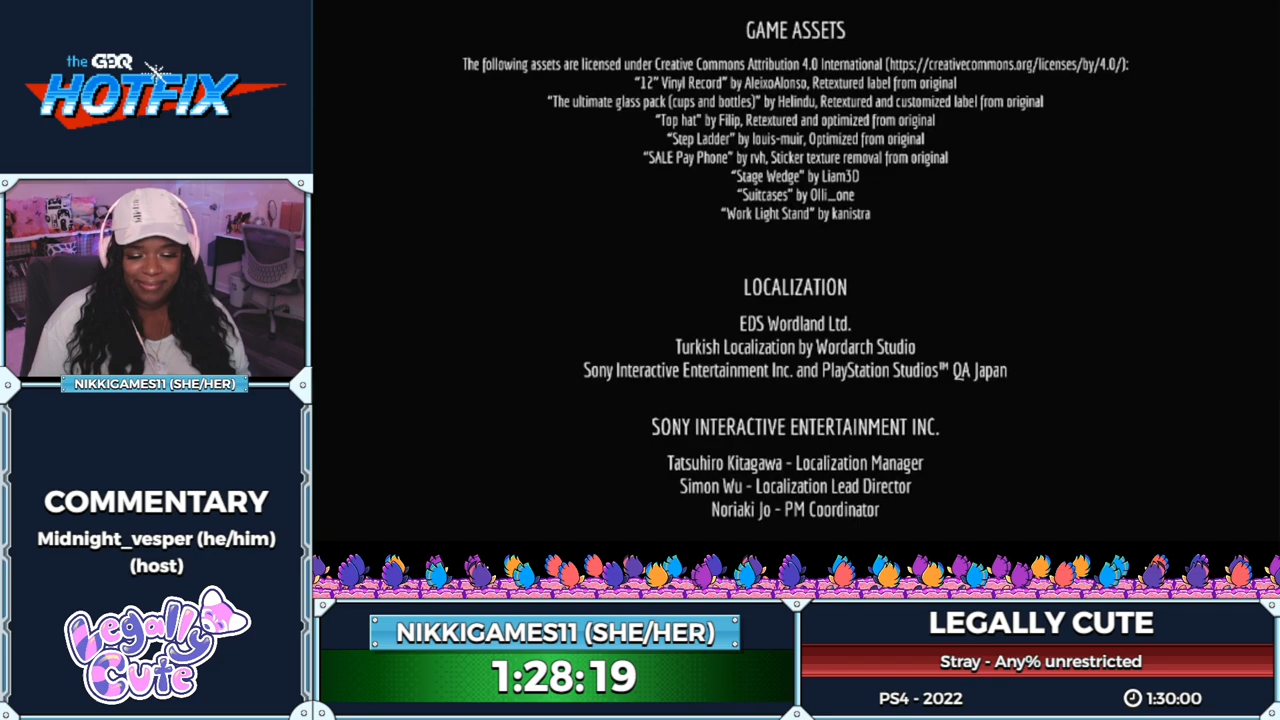 the GDQ
HOTFIX
NIKKIGAMES11 (SHE/HER)
COMMENTARY
Midnight_vesper (he/him)
(host)
Legally
Cute
GAME ASSETS
The following assets are licensed under Creative Commons Attribution 4.0 International (https://creativecommons.org/licenses/by/4.0/):
“12” Vinyl Record” by AleixoAlonso, Retextured label from original
“The ultimate glass pack (cups and bottles)” by Helindu, Retextured and customized label from original
“Top hat” by Filip, Retextured and optimized from original
“Step Ladder” by louis-muir, Optimized from original
“SALE Pay Phone” by rvh, Sticker texture removal from original
“Stage Wedge” by Liam3D
“Suitcases” by Olli_one
“Work Light Stand” by kanistra
LOCALIZATION
EDS Wordland Ltd.
Turkish Localization by Wordarch Studio
Sony Interactive Entertainment Inc. and PlayStation Studios™ QA Japan
SONY INTERACTIVE ENTERTAINMENT INC.
Tatsuhiro Kitagawa - Localization Manager
Simon Wu - Localization Lead Director
Noriaki Jo - PM Coordinator
NIKKIGAMES11 (SHE/HER)
1:28:19
LEGALLY CUTE
Stray - Any% unrestricted
PS4 - 2022
1:30:00